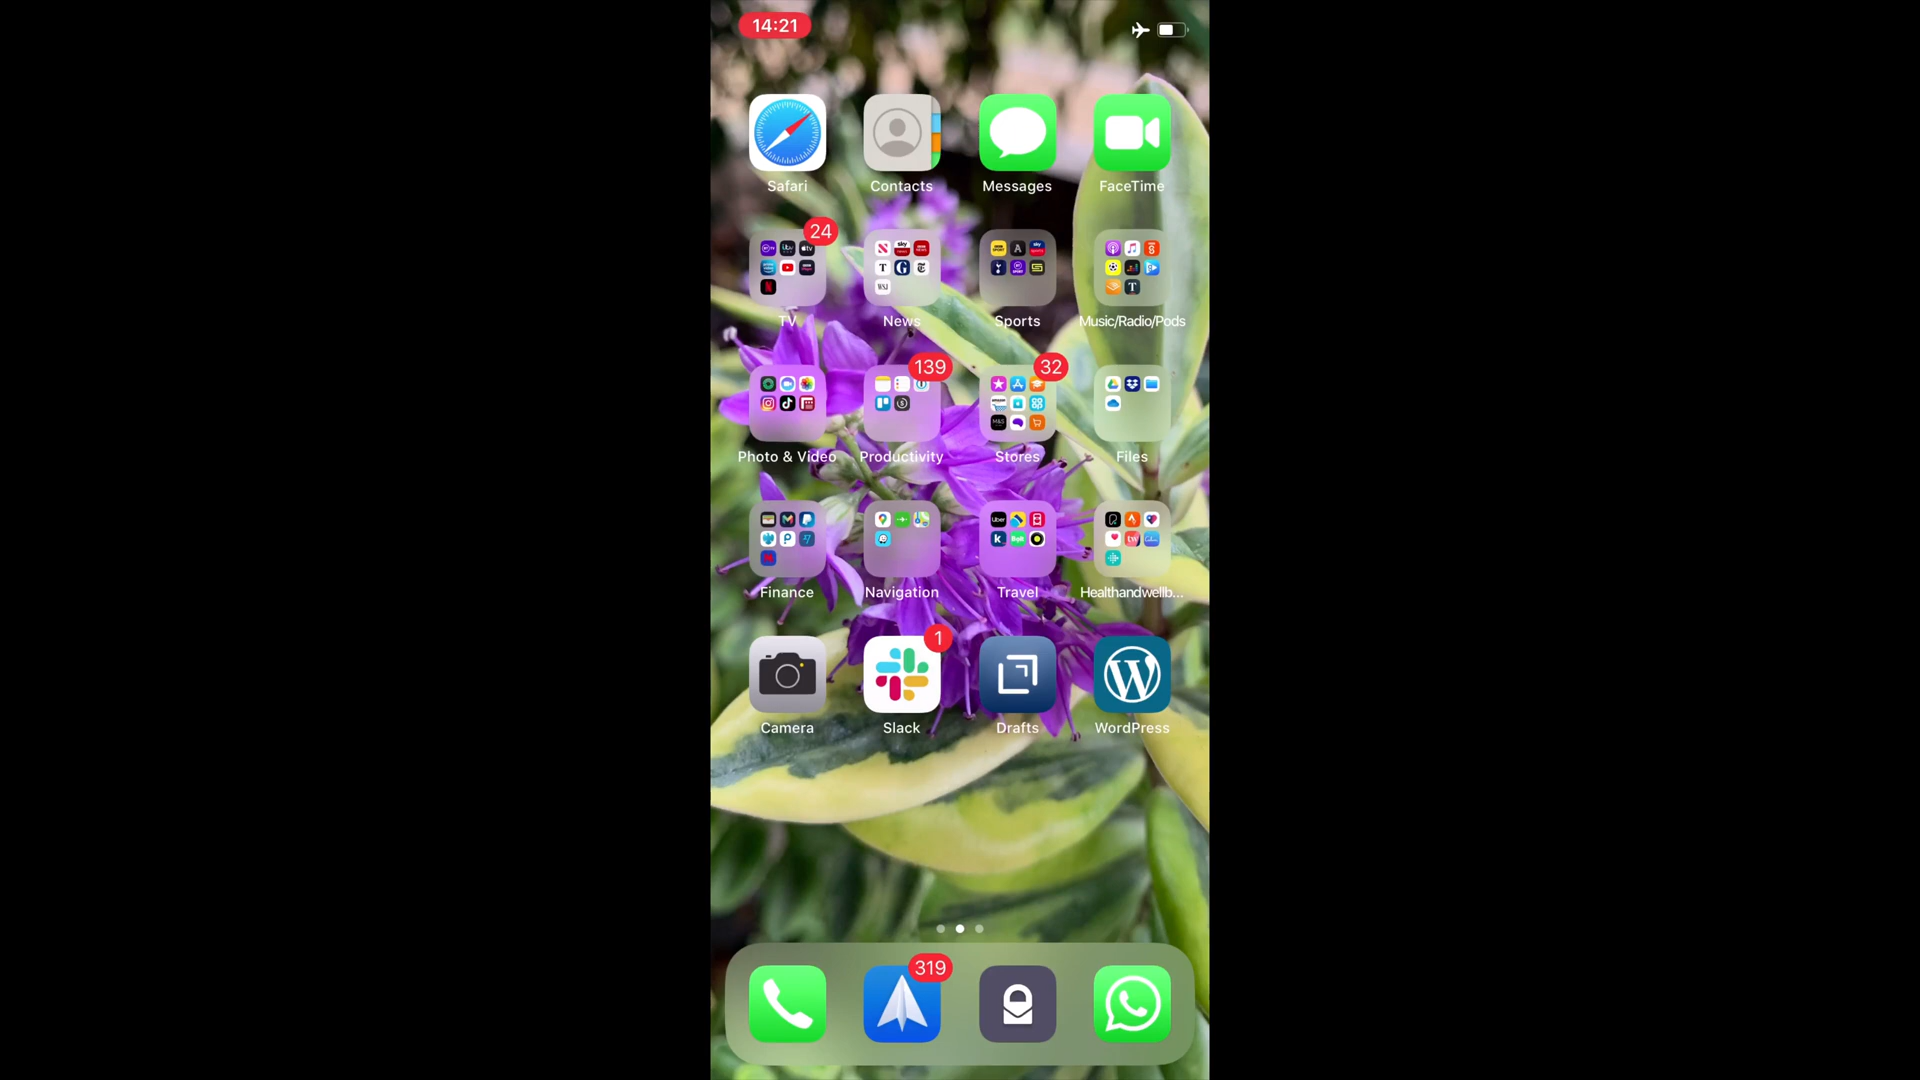 14:21
Safari
Contacts
Messages
FaceTime
24
TV
News
Sports
Music/Radio/Pods
139
32
Photo & Video
Productivity
Stores
Files
Finance
Navigation
Travel
Healthandwellb...
1
Camera
Slack
Drafts
WordPress
319